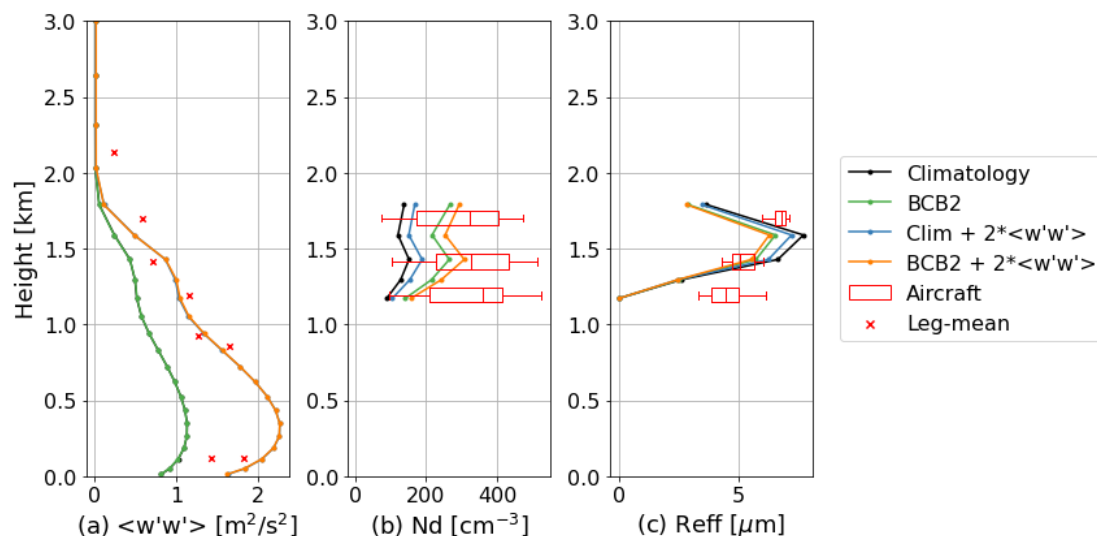 3.0
2.5
2.0
1.5
1.0
0.5
0.0
Height [km]
0
1
2
(a) <w'w'> [m²/s²]
3.0
2.5
2.0
1.5
1.0
0.5
0.0
0
200
400
(b) Nd [cm⁻³]
3.0
2.5
2.0
1.5
1.0
0.5
0.0
0
5
(c) Reff [μm]
Climatology
BCB2
Clim + 2*<w'w'>
BCB2 + 2*<w'w'>
Aircraft
Leg-mean